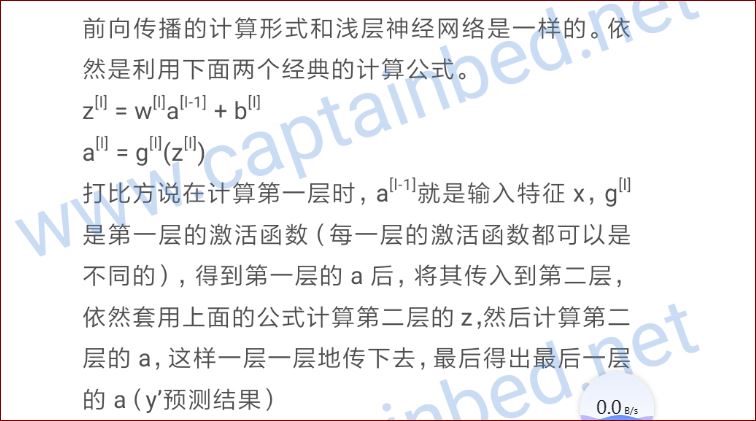 前向传播的计算形式和浅层神经网络是一样的。依
然是利用下面两个经典的计算公式。
z[l] = w[l]a[l-1] + b[l]
a[l] = g[l](z[l])
打比方说在计算第一层时, a[l-1]就是输入特征 x, g[l]
是第一层的激活函数(每一层的激活函数都可以是
不同的), 得到第一层的 a 后, 将其传入到第二层,
依然套用上面的公式计算第二层的 z,然后计算第二
层的 a, 这样一层一层地传下去, 最后得出最后一层
的 a(y'预测结果)
www.captainbed.net
inbed.net
0.0 B/s